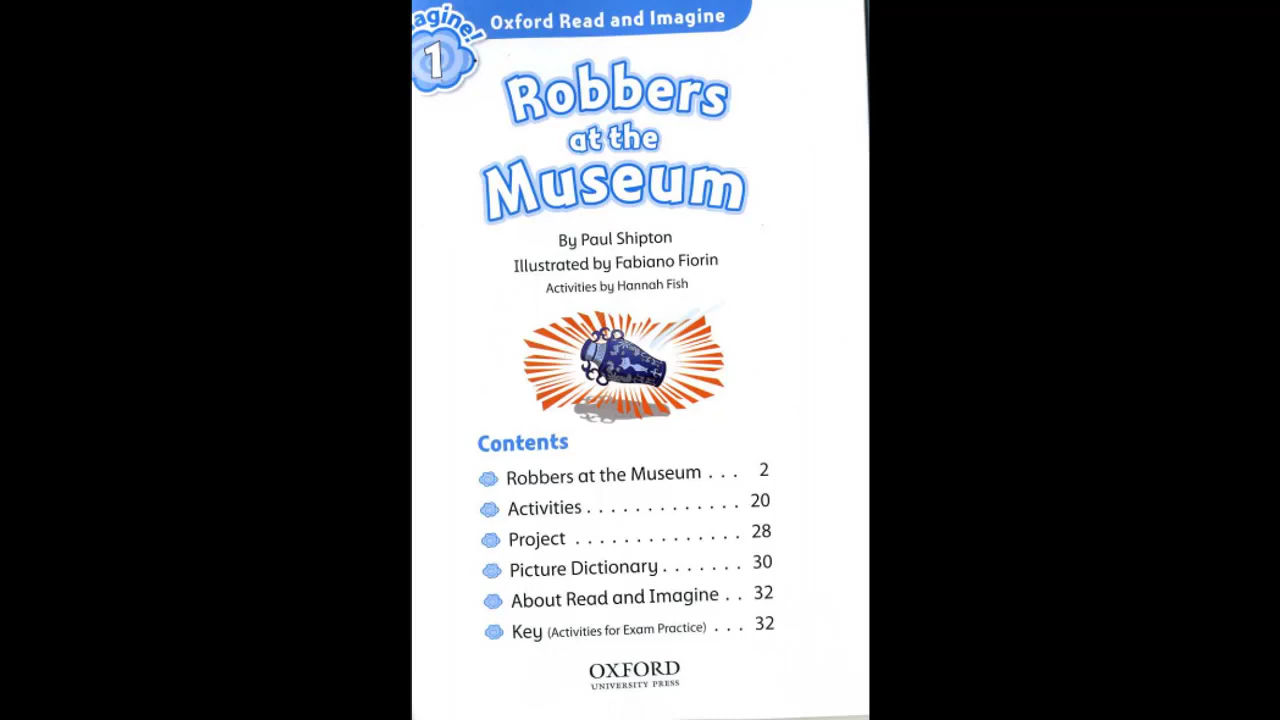 agine!
1
Oxford Read and Imagine
Robbers
at the
Museum
By Paul Shipton
Illustrated by Fabiano Fiorin
Activities by Hannah Fish
Contents
Robbers at the Museum . . . 2
Activities . . . . . . . . . . . . . 20
Project . . . . . . . . . . . . . . 28
Picture Dictionary . . . . . . . 30
About Read and Imagine . . 32
Key (Activities for Exam Practice) . . . 32
OXFORD
UNIVERSITY PRESS